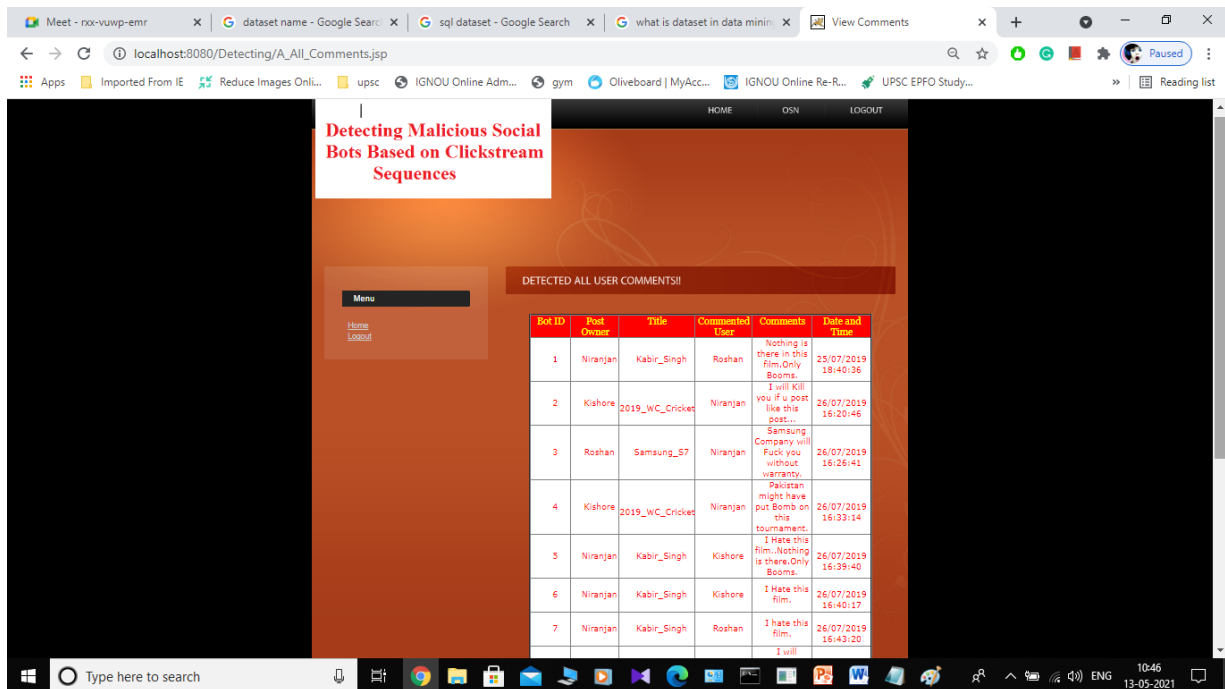 Meet - rxx-vuwp-emr
dataset name - Google Searc
sql dataset - Google Search
what is dataset in data minin
View Comments
localhost:8080/Detecting/A_All_Comments.jsp
Paused
Apps
Imported From IE
Reduce Images Onli...
upsc
IGNOU Online Adm...
gym
Oliveboard | MyAcc...
IGNOU Online Re-R...
UPSC EPFO Study...
»
Reading list
HOME OSN LOGOUT
Detecting Malicious Social
Bots Based on Clickstream
Sequences
DETECTED ALL USER COMMENTS!!
Menu
Home
Logout
Bot ID Post Owner Title Commented User Comments Date and Time
1 Niranjan Kabir_Singh Roshan Nothing is there in this film.Only Booms. 25/07/2019 18:40:36
2 Kishore 2019_WC_Cricket Niranjan I will Kill you if u post like this post... 26/07/2019 16:20:46
3 Roshan Samsung_S7 Niranjan Samsung Company will Fuck you without warranty. 26/07/2019 16:26:41
4 Kishore 2019_WC_Cricket Niranjan Pakistan might have put Bomb on this tournament. 26/07/2019 16:33:14
5 Niranjan Kabir_Singh Kishore I Hate this film..Nothing is there.Only Booms. 26/07/2019 16:39:40
6 Niranjan Kabir_Singh Kishore I Hate this film. 26/07/2019 16:40:17
7 Niranjan Kabir_Singh Roshan I hate this film. 26/07/2019 16:43:20
I will
Type here to search
ENG
10:46
13-05-2021